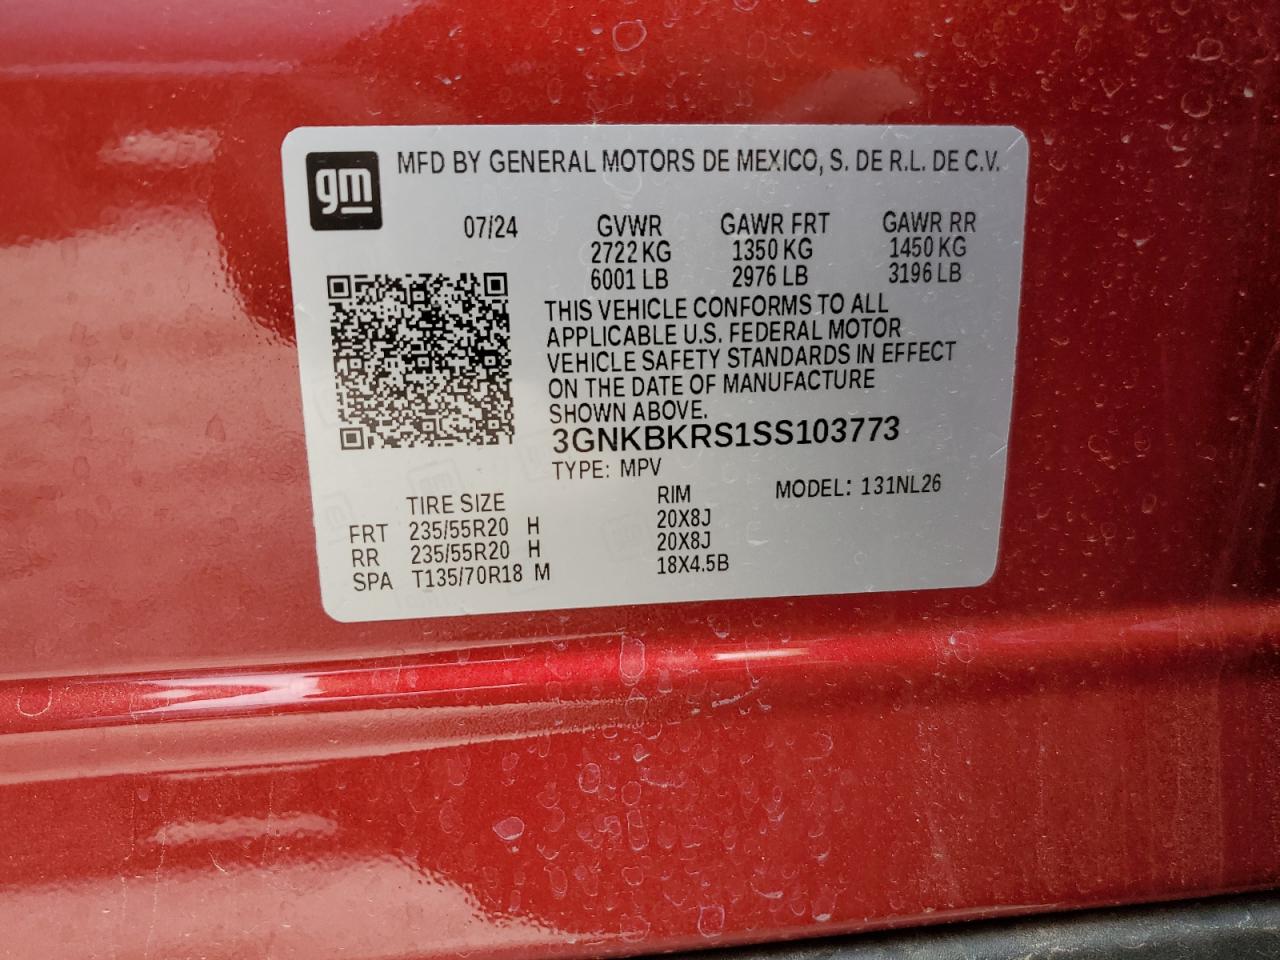 gm
MFD BY GENERAL MOTORS DE MEXICO, S. DE R.L. DE C.V.
07/24 GVWR GAWR FRT GAWR RR
2722 KG 1350 KG 1450 KG
6001 LB 2976 LB 3196 LB
THIS VEHICLE CONFORMS TO ALL
APPLICABLE U.S. FEDERAL MOTOR
VEHICLE SAFETY STANDARDS IN EFFECT
ON THE DATE OF MANUFACTURE
SHOWN ABOVE.
3GNKBKRS1SS103773
TYPE: MPV
MODEL: 131NL26
TIRE SIZE RIM
FRT 235/55R20 H 20X8J
RR 235/55R20 H 20X8J
SPA T135/70R18 M 18X4.5B